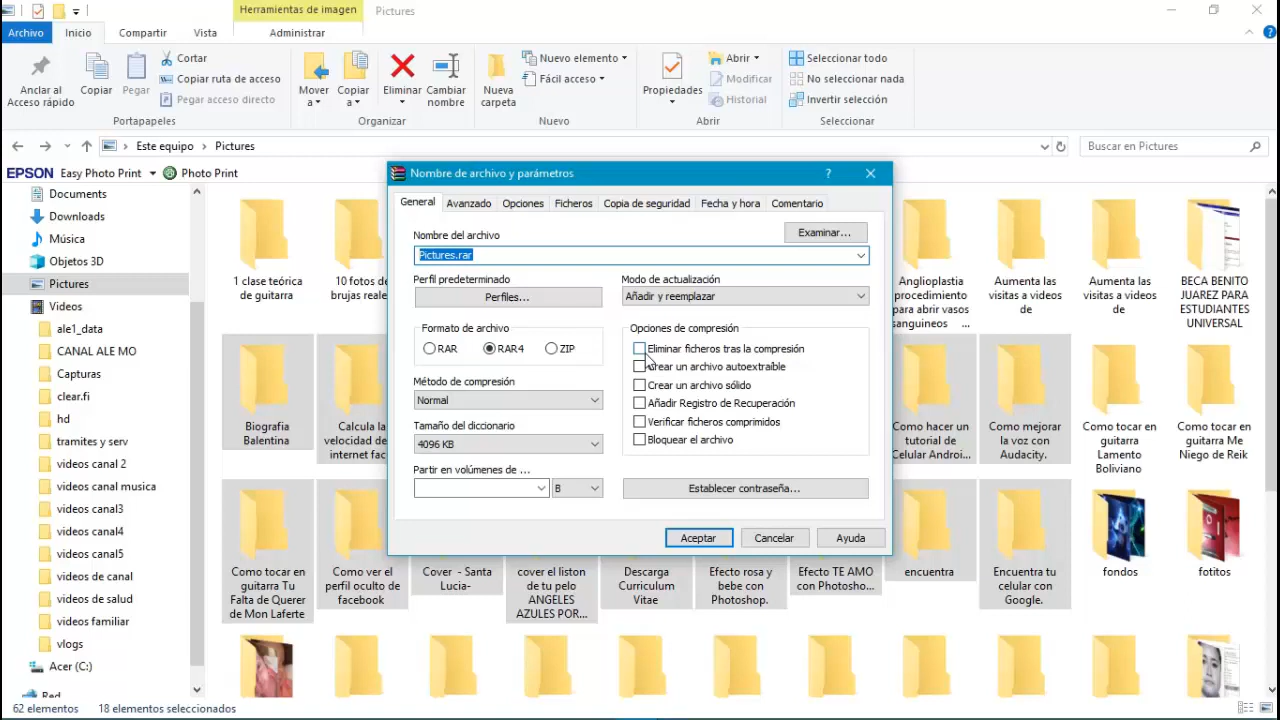 Herramientas de imagen
Pictures
Archivo
Inicio
Compartir
Vista
Administrar
Anclar al
Acceso rápido
Copiar
Pegar
Cortar
Copiar ruta de acceso
Pegar acceso directo
Portapapeles
Mover
a
Copiar
a
Eliminar
Cambiar
nombre
Organizar
Nueva
carpeta
Nuevo elemento
Fácil acceso
Nuevo
Propiedades
Abrir
Modificar
Historial
Abrir
Seleccionar todo
No seleccionar nada
Invertir selección
Seleccionar
Este equipo
Pictures
Buscar en Pictures
EPSON
Easy Photo Print
Photo Print
Documents
Downloads
Música
Objetos 3D
Pictures
Videos
ale1_data
CANAL ALE MO
Capturas
clear.fi
hd
tramites y serv
videos canal 2
videos canal musica
videos canal3
videos canal4
videos canal5
videos de canal
videos de salud
videos familiar
vlogs
Acer (C:)
Red
Nombre de archivo y parámetros
?
General
Avanzado
Opciones
Ficheros
Copia de seguridad
Fecha y hora
Comentario
Nombre del archivo
Examinar...
Pictures.rar
Perfil predeterminado
Perfiles...
Modo de actualización
Añadir y reemplazar
Formato de archivo
RAR
RAR4
ZIP
Método de compresión
Normal
Tamaño del diccionario
4096 KB
Partir en volúmenes de ...
B
Opciones de compresión
Eliminar ficheros tras la compresión
Crear un archivo autoextraíble
Crear un archivo sólido
Añadir Registro de Recuperación
Verificar ficheros comprimidos
Bloquear el archivo
Establecer contraseña...
Aceptar
Cancelar
Ayuda
1 clase teórica
de guitarra
10 fotos de
brujas reale
Angioplastia
procedimiento
para abrir vasos
sanguineos ...
Aumenta las
visitas a videos
de
Aumenta las
visitas a videos
de
BECA BENITO
JUAREZ PARA
ESTUDIANTES
UNIVERSAL
Biografia
Balentina
Calcula la
velocidad de
internet fac
Como hacer un
tutorial de
Celular Androi...
Como mejorar
la voz con
Audacity.
Como tocar en
guitarra
Lamento
Boliviano
Como tocar en
guitarra Me
Niego de Reik
Como tocar en
guitarra Tu
Falta de Querer
de Mon Laferte
Como ver el
perfil oculto de
facebook
Cover - Santa
Lucia-
cover el liston
de tu pelo
ANGELES
AZULES POR...
Descarga
Curriculum
Vitae
Efecto rosa y
bebe con
Photoshop.
Efecto TE AMO
con Photosho...
encuentra
Encuentra tu
celular con
Google.
fondos
fotitos
62 elementos
18 elementos seleccionados